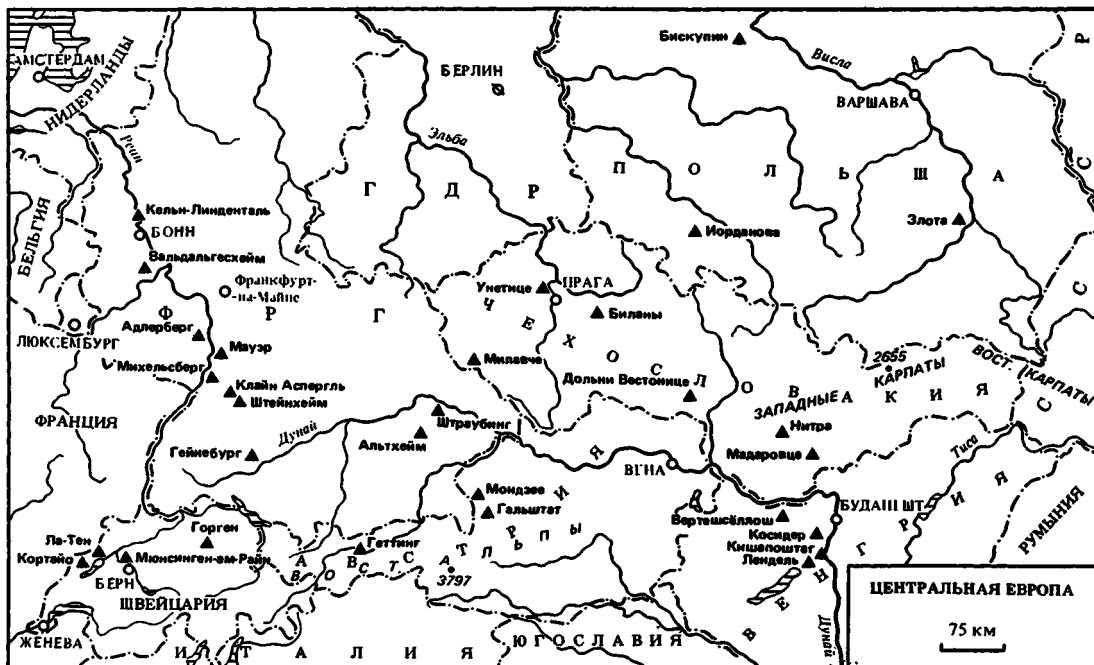 АМСТЕРДАМ
НИДЕРЛАНДЫ
Рейн
БЕЛЬГИЯ
Кельн-Линденталь
БОНН
Вальдальгесхейм
Франкфурт-
на-Майне
ЛЮКСЕМБУРГ
Адлерберг
Мауэр
Михельсберг
Клайн Аспергль
Штейнхейм
ФРАНЦИЯ
Гейнебург
Дунай
Штраубинг
Альтхейм
Ф Р Г
БЕРЛИН
Эльба
Г Д Р
Бискупин
Висла
ВАРШАВА
П О Л Ь Ш А
С С С Р
Злота
Иорданова
Унетице
ПРАГА
Биланы
Милавче
Дольни Вестонице
Ч Е Х О С Л О В А К И Я
2655
ЗАПАДНЫЕ
КАРПАТЫ
ВОСТ. КАРПАТЫ
Нитра
Мадаровце
Тиса
ВЕНА
Мондзее
Гальштат
А В С Т Р И Я
В О С Т. А Л Ь П Ы
3797
Геттинг
Ла-Тен
Кортайо
Горген
Мюнсинген-ам-Райн
БЕРН
ШВЕЙЦАРИЯ
ЖЕНЕВА
И Т А Л И Я
ЮГОСЛАВИЯ
БУДАПЕШТ
Вертешсёллош
Косидер
Кишапоштаг
Лендель
В Е Н Г Р И Я
РУМЫНИЯ
Дунай
ЦЕНТРАЛЬНАЯ ЕВРОПА
75 км